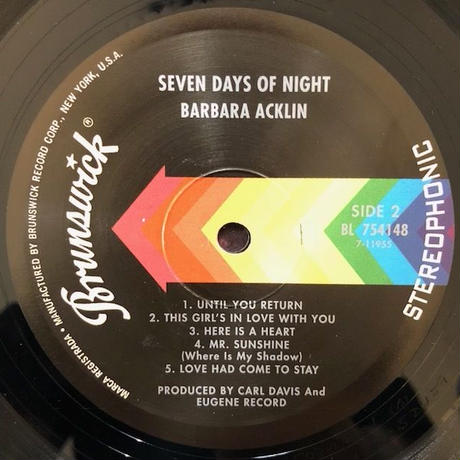 SEVEN DAYS OF NIGHT
BARBARA ACKLIN
Brunswick®
MARCA REGISTRADA • MANUFACTURED BY BRUNSWICK RECORD CORP., NEW YORK, U.S.A.
SIDE 2
BL 754148
7-11955
STEREOPHONIC
1. UNTIL YOU RETURN
2. THIS GIRL'S IN LOVE WITH YOU
3. HERE IS A HEART
4. MR. SUNSHINE
(Where Is My Shadow)
5. LOVE HAD COME TO STAY
PRODUCED BY CARL DAVIS And
EUGENE RECORD